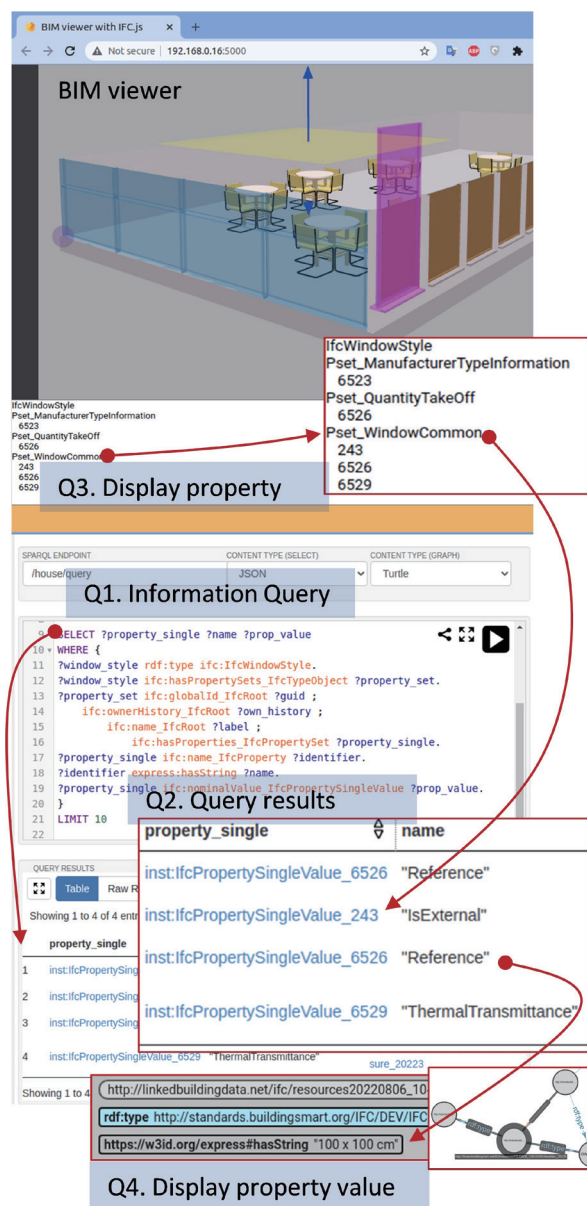 BIM viewer with IFC.js
Not secure | 192.168.0.16:5000
ABP
BIM viewer
IfcWindowStyle
Pset_ManufacturerTypeInformation
6523
Pset_QuantityTakeOff
6526
Pset_WindowCommon
243
6526
6529
IfcWindowStyle
Pset_ManufacturerTypeInformation
6523
Pset_QuantityTakeOff
6526
Pset_WindowCommon
243
6526
6529
Q3. Display property
SPARQL ENDPOINT
CONTENT TYPE (SELECT)
CONTENT TYPE (GRAPH)
/house/query
JSON
Turtle
Q1. Information Query
9 SELECT ?property_single ?name ?prop_value
10 WHERE {
11 ?window_style rdf:type ifc:IfcWindowStyle.
12 ?window_style ifc:hasPropertySets_IfcTypeObject ?property_set.
13 ?property_set ifc:globalId_IfcRoot ?guid ;
14 ifc:ownerHistory_IfcRoot ?own_history ;
15 ifc:name_IfcRoot ?label ;
16 ifc:hasProperties_IfcPropertySet ?property_single.
17 ?property_single ifc:name_IfcProperty ?identifier.
18 ?identifier express:hasString ?name.
19 ?property_single ifc:nominalValue_IfcPropertySingleValue ?prop_value.
20 }
21 LIMIT 10
22
Q2. Query results
property_single name
inst:IfcPropertySingleValue_6526 "Reference"
inst:IfcPropertySingleValue_243 "IsExternal"
inst:IfcPropertySingleValue_6526 "Reference"
inst:IfcPropertySingleValue_6529 "ThermalTransmittance"
QUERY RESULTS
Table Raw R
Showing 1 to 4 of 4 entr
property_single
1 inst:IfcPropertySing
2 inst:IfcPropertySing
3 inst:IfcPropertySing
4 inst:IfcPropertySingleValue_6529 "ThermalTransmittance"
sure_20223
Showing 1 to 4
http://linkedbuildingdata.net/ifc/resources20220806_10
rdf:type http://standards.buildingsmart.org/IFC/DEV/IFC
https://w3id.org/express#hasString "100 x 100 cm"
rdf:type
rdf:type
rdf:type
Q4. Display property value